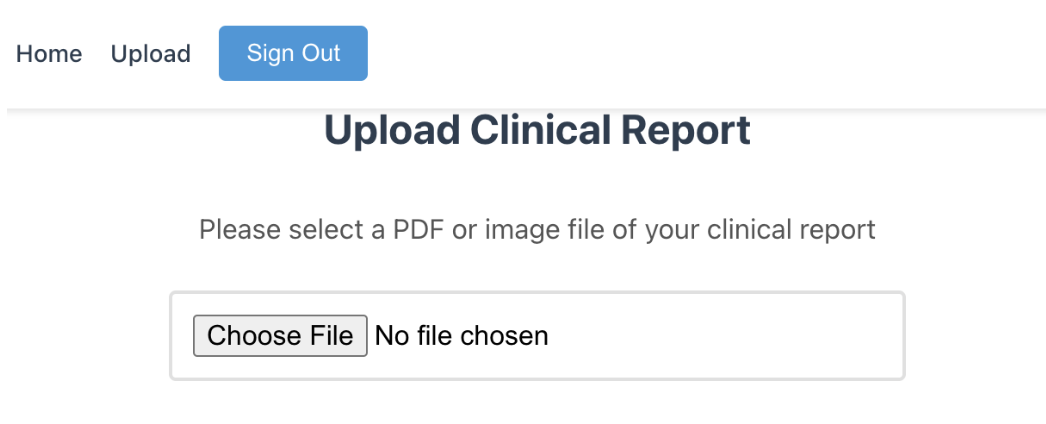 Home Upload Sign Out
Upload Clinical Report
Please select a PDF or image file of your clinical report
Choose File No file chosen